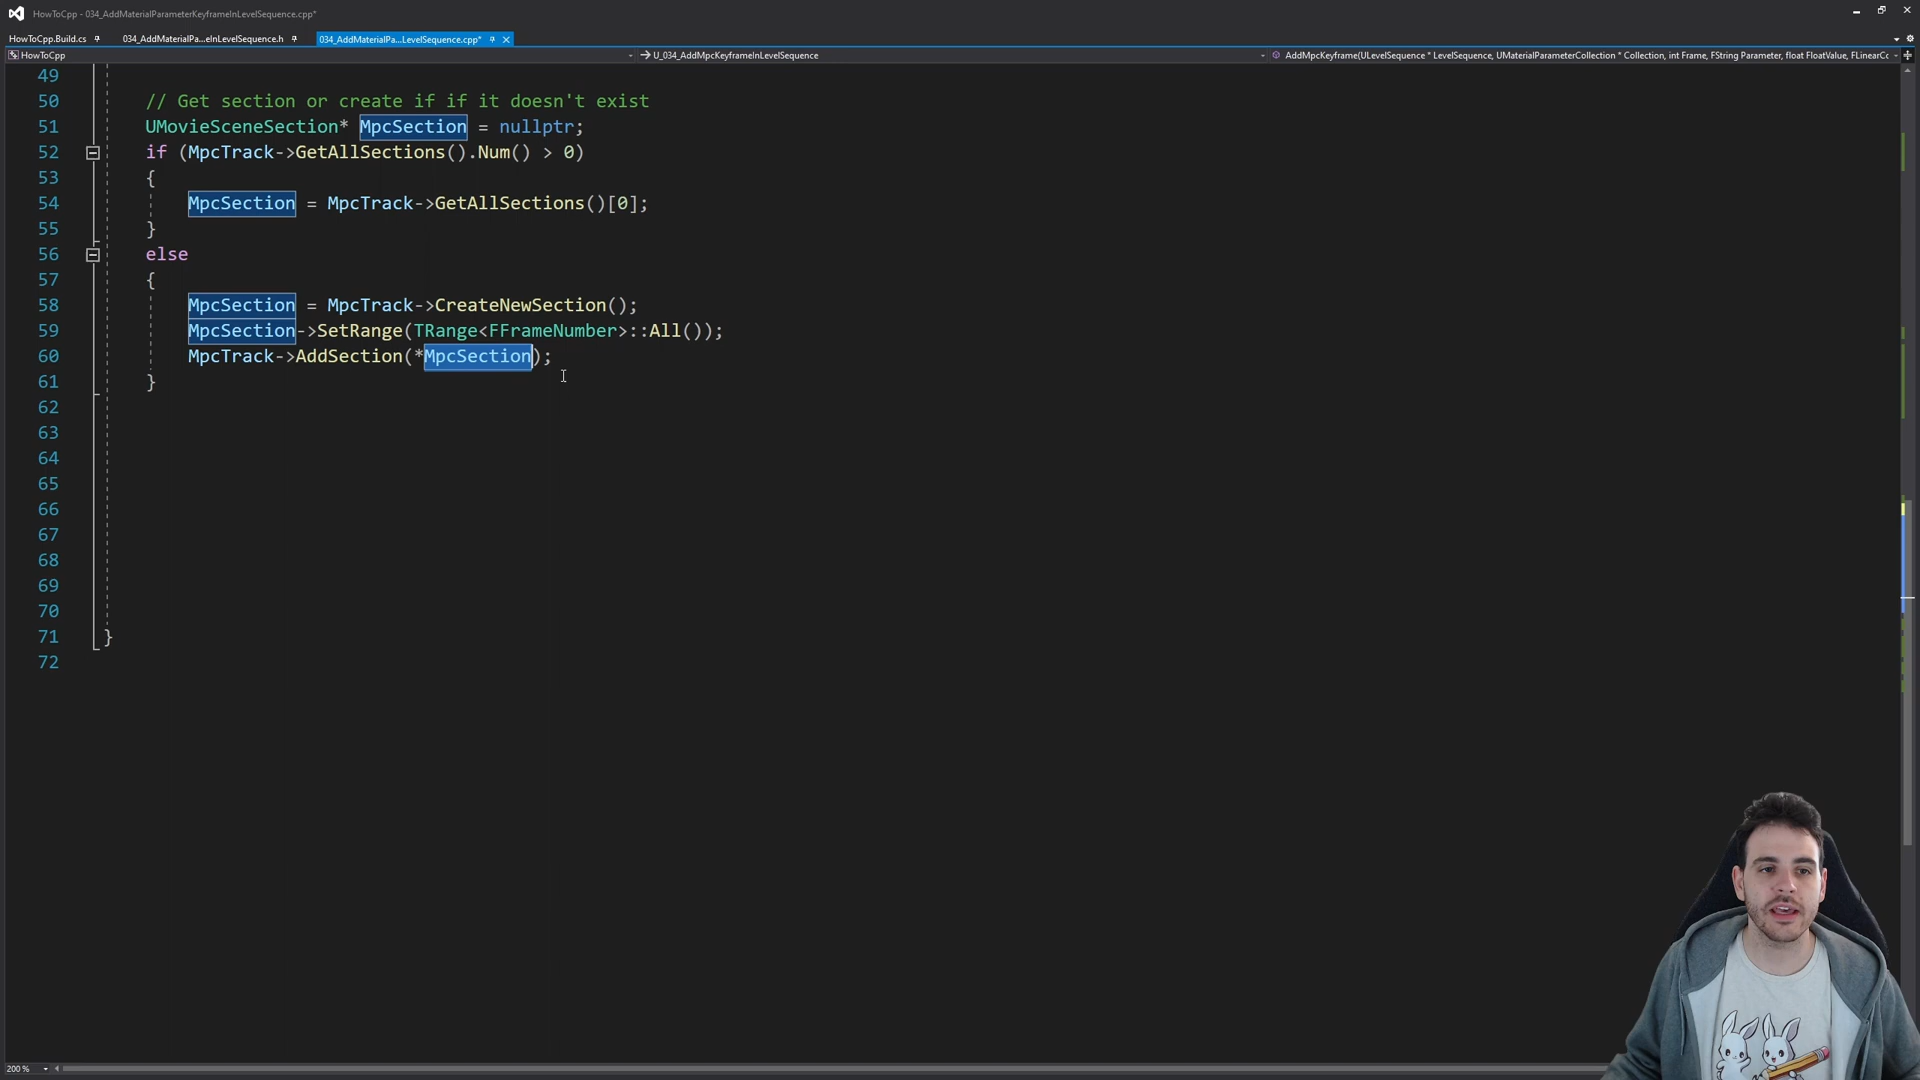 HowToCpp - 034_AddMaterialParameterKeyframeInLevelSequence.cpp*
HowToCpp.Build.cs
034_AddMaterialPa...eInLevelSequence.h
034_AddMaterialPa...LevelSequence.cpp*
HowToCpp
U_034_AddMpcKeyframeInLevelSequence
AddMpcKeyframe(ULevelSequence * LevelSequence, UMaterialParameterCollection * Collection, int Frame, FString Parameter, float FloatValue, FLinearCc
49
50 // Get section or create if if it doesn't exist
51 UMovieSceneSection* MpcSection = nullptr;
52 if (MpcTrack->GetAllSections().Num() > 0)
53 {
54 MpcSection = MpcTrack->GetAllSections()[0];
55 }
56 else
57 {
58 MpcSection = MpcTrack->CreateNewSection();
59 MpcSection->SetRange(TRange<FFrameNumber>::All());
60 MpcTrack->AddSection(*MpcSection);
61 }
62
63
64
65
66
67
68
69
70
71 }
72
200 %